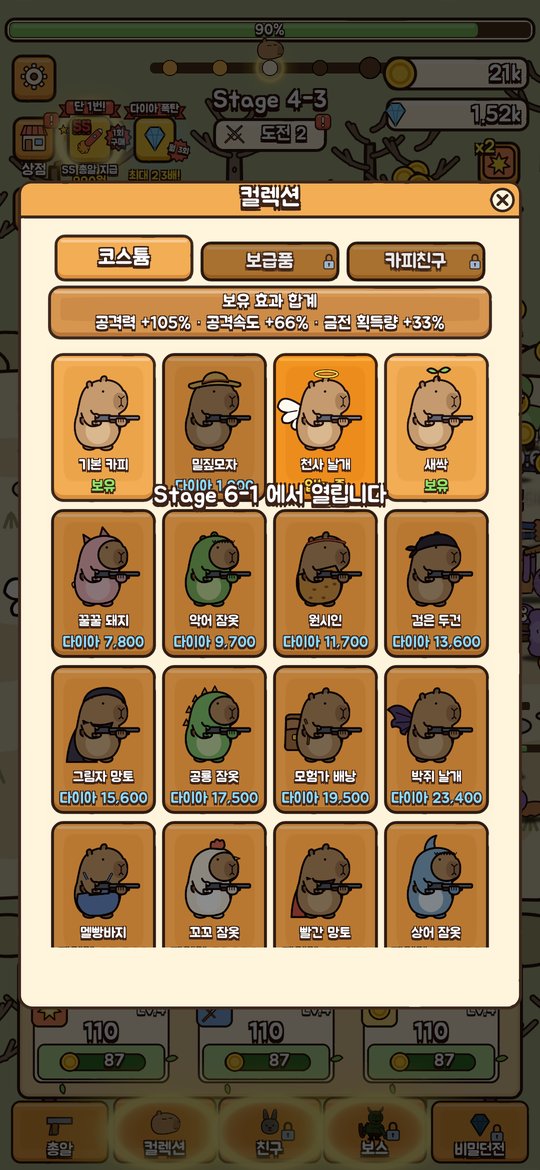 90%
21k
Stage 4-3
1,52k
단 1번!
다이아 폭탄
SS
1회 구매
월 3회
도전 2
x2
상점
SS총알지급
최대 23배!
컬렉션
코스튬
보급품
카피친구
보유 효과 합계
공격력 +105% · 공격속도 +66% · 금전 획득량 +33%
기본 카피
밀짚모자
천사 날개
새싹
보유
다이아
보유
Stage 6-1 에서 열립니다
꿀꿀 돼지
악어 잠옷
원시인
검은 두건
다이아 7,800
다이아 9,700
다이아 11,700
다이아 13,600
그림자 망토
공룡 잠옷
모험가 배낭
박쥐 날개
다이아 15,600
다이아 17,500
다이아 19,500
다이아 23,400
멜빵바지
꼬꼬 잠옷
빨간 망토
상어 잠옷
110
110
110
87
87
87
총알
컬렉션
친구
보스
비밀던전